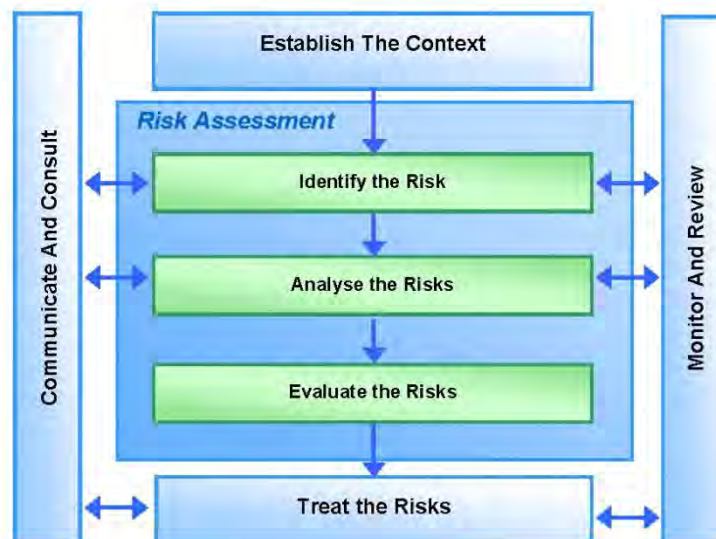 Establish The Context
Risk Assessment
Communicate And Consult
Identify the Risk
Monitor And Review
Analyse the Risks
Evaluate the Risks
Treat the Risks